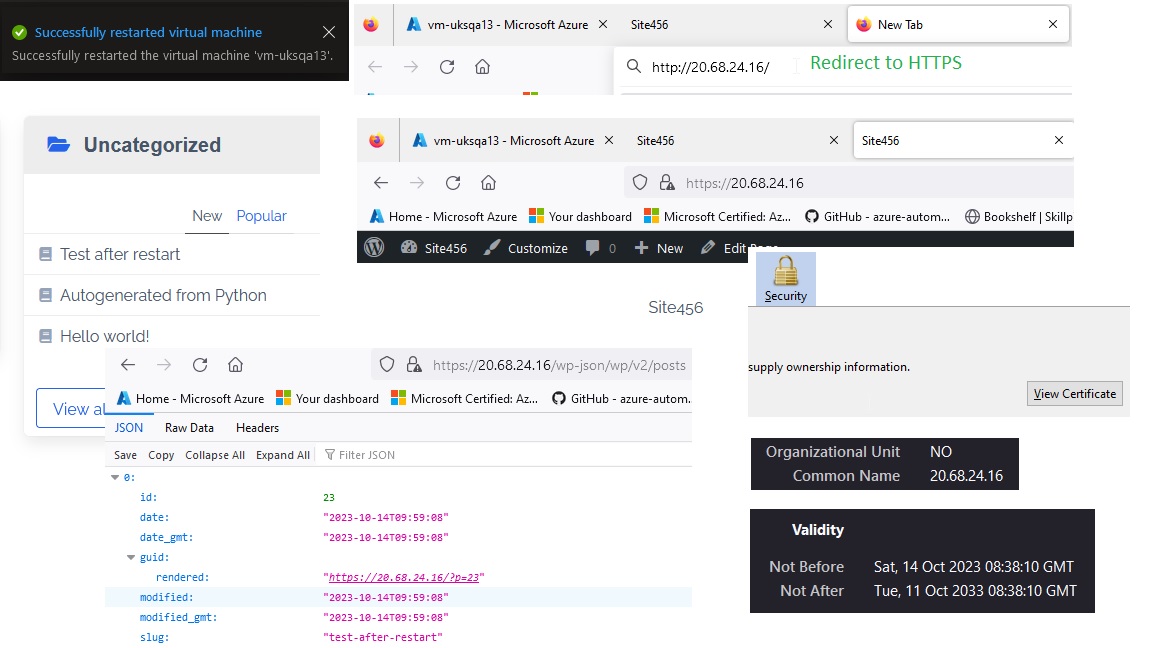 Successfully restarted virtual machine
Successfully restarted the virtual machine 'vm-uksqa13'.
vm-uksqa13 - Microsoft Azure
Site456
New Tab
http://20.68.24.16/
Redirect to HTTPS
Uncategorized
New Popular
Test after restart
Autogenerated from Python
Hello world!
View al
vm-uksqa13 - Microsoft Azure
Site456
Site456
https://20.68.24.16
Home - Microsoft Azure Your dashboard Microsoft Certified: Az... GitHub - azure-autom... Bookshelf | Skillp
Site456 Customize 0 New Edit Page
Site456
Security
supply ownership information.
View Certificate
Organizational Unit NO
Common Name 20.68.24.16
Validity
Not Before Sat, 14 Oct 2023 08:38:10 GMT
Not After Tue, 11 Oct 2033 08:38:10 GMT
https://20.68.24.16/wp-json/wp/v2/posts
Home - Microsoft Azure Your dashboard Microsoft Certified: Az... GitHub - azure-autom.
JSON Raw Data Headers
Save Copy Collapse All Expand All Filter JSON
0:
id: 23
date: "2023-10-14T09:59:08"
date_gmt: "2023-10-14T09:59:08"
guid:
rendered: "https://20.68.24.16/?p=23"
modified: "2023-10-14T09:59:08"
modified_gmt: "2023-10-14T09:59:08"
slug: "test-after-restart"